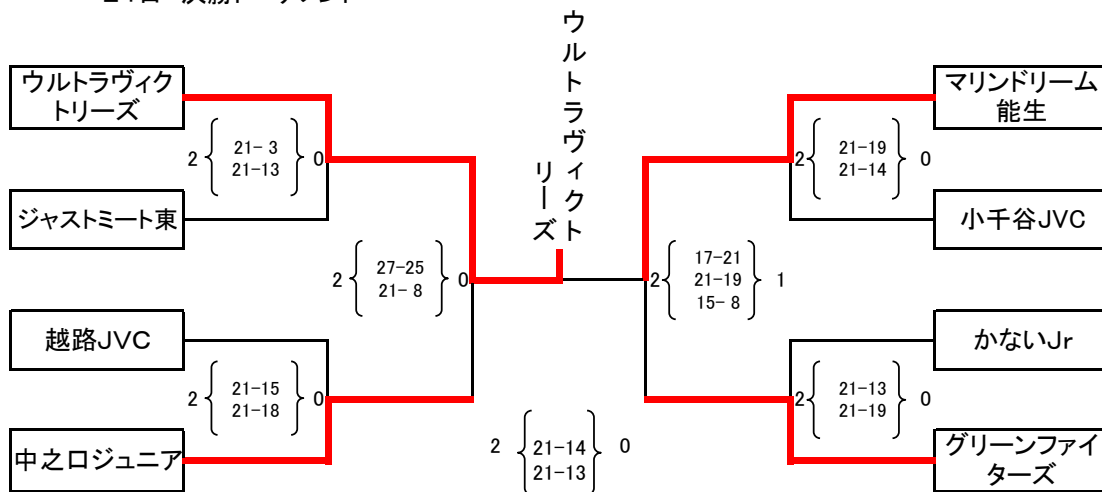 ウルトラヴィクトリーズ
ウルトラヴィク
トリーズ
マリンドリーム
能生
2 21- 3 0
21-13
2 21-19 0
21-14
ジャストミート東
小千谷JVC
2 27-25 0
21- 8
2 17-21 1
21-19
15- 8
越路JVC
かないJr
2 21-15 0
21-18
2 21-13 0
21-19
中之口ジュニア
グリーンファイ
ターズ
2 21-14 0
21-13